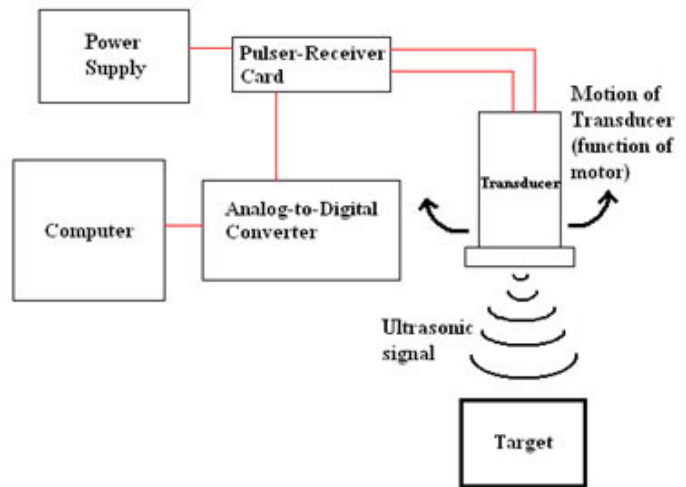 Power
Supply
Pulser-Receiver
Card
Motion of
Transducer
(function of
motor)
Transducer
Analog-to-Digital
Converter
Computer
Ultrasonic
signal
Target